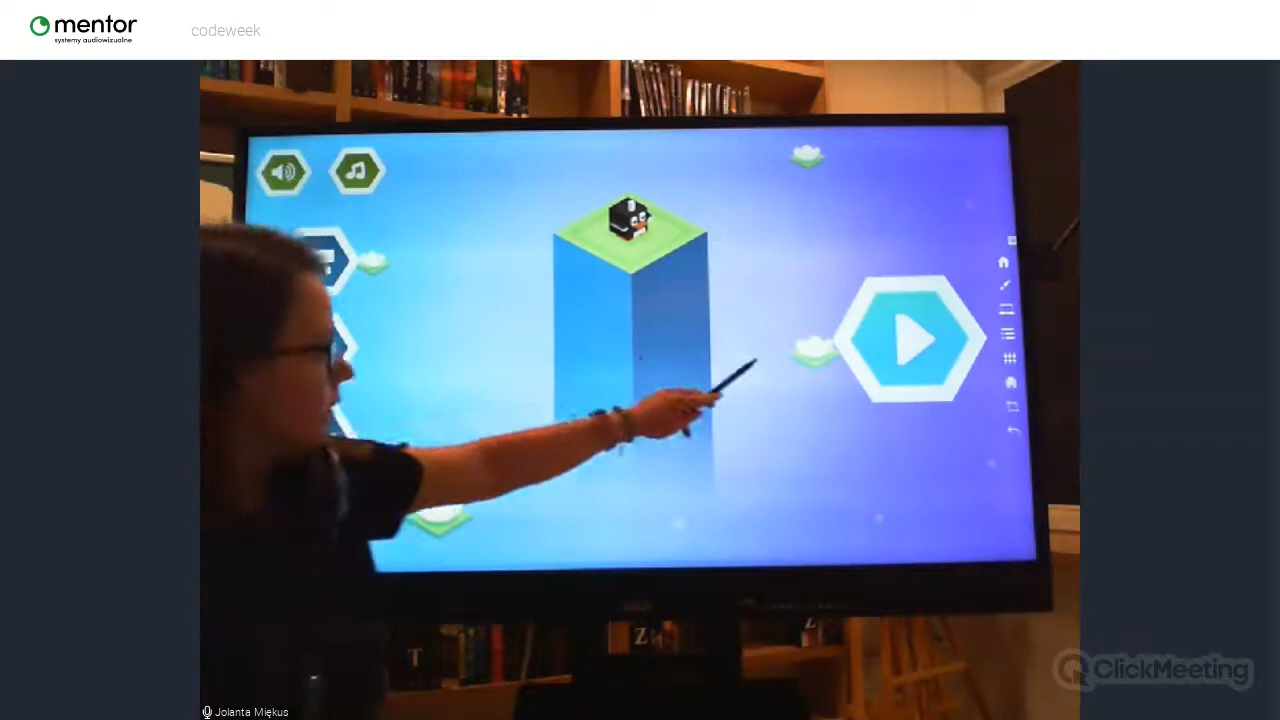 mentor
systemy audiowizualne
codeweek
T
Z
Z
ClickMeeting
Jolanta Miękus